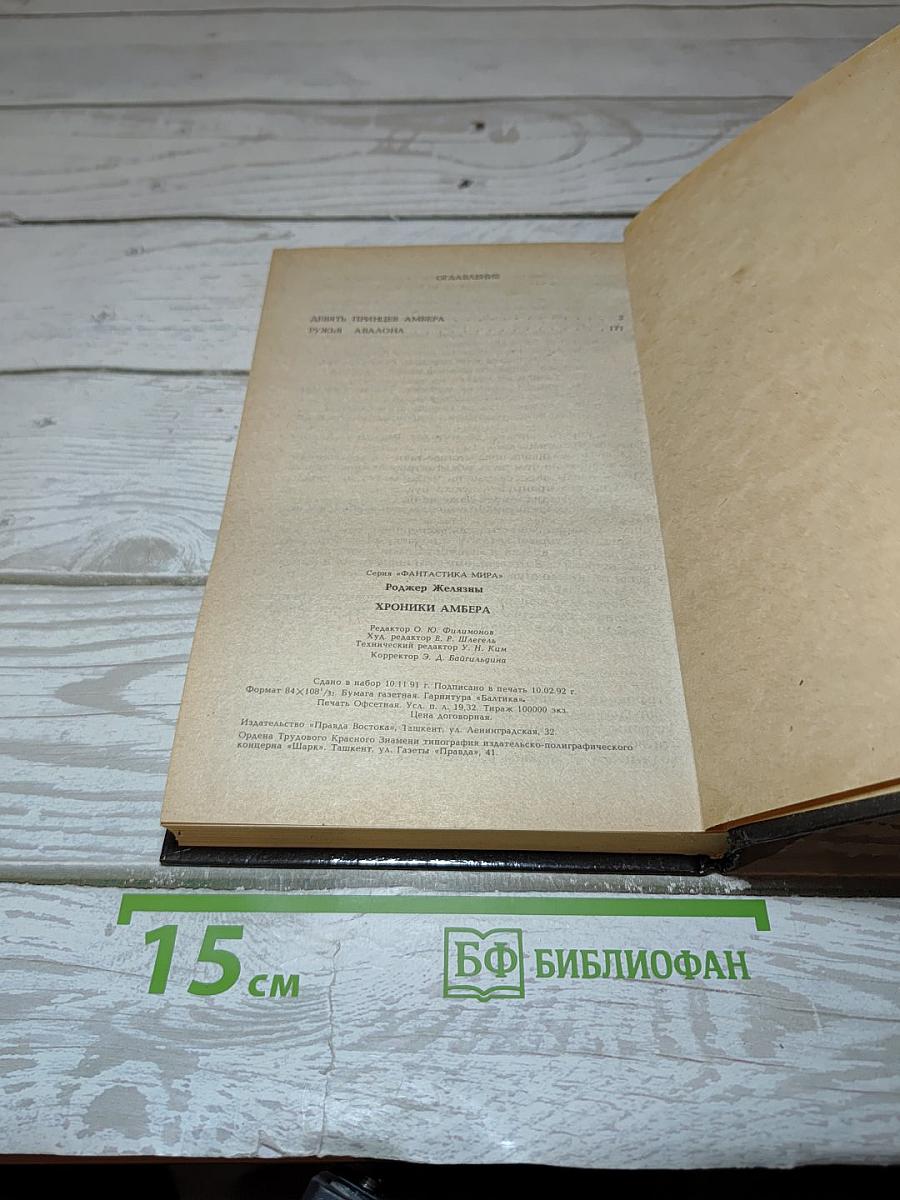 ОГЛАВЛЕНИЕ
ДЕВЯТЬ ПРИНЦЕВ АМБЕРА 3
РУЖЬЯ АВАЛОНА 171
Серия «ФАНТАСТИКА МИРА»
Роджер Желязны
ХРОНИКИ АМБЕРА
Редактор О. Ю. Филимонов
Худ. редактор В. Р. Шлегель
Технический редактор У. Н. Ким
Корректор Э. Д. Байгильдина
Сдано в набор 10.11.91 г. Подписано в печать 10.02.92 г.
Формат 84×108¹/₃. Бумага газетная. Гарнитура «Балтика».
Печать Офсетная. Усл. п. л. 19,32. Тираж 100000 экз.
Цена договорная.
Издательство «Правда Востока», Ташкент, ул. Ленинградская, 32.
Ордена Трудового Красного Знамени типография издательско-полиграфического
концерна «Шарк». Ташкент, ул. Газеты «Правда», 41.
15 см
БФ БИБЛИОФАН